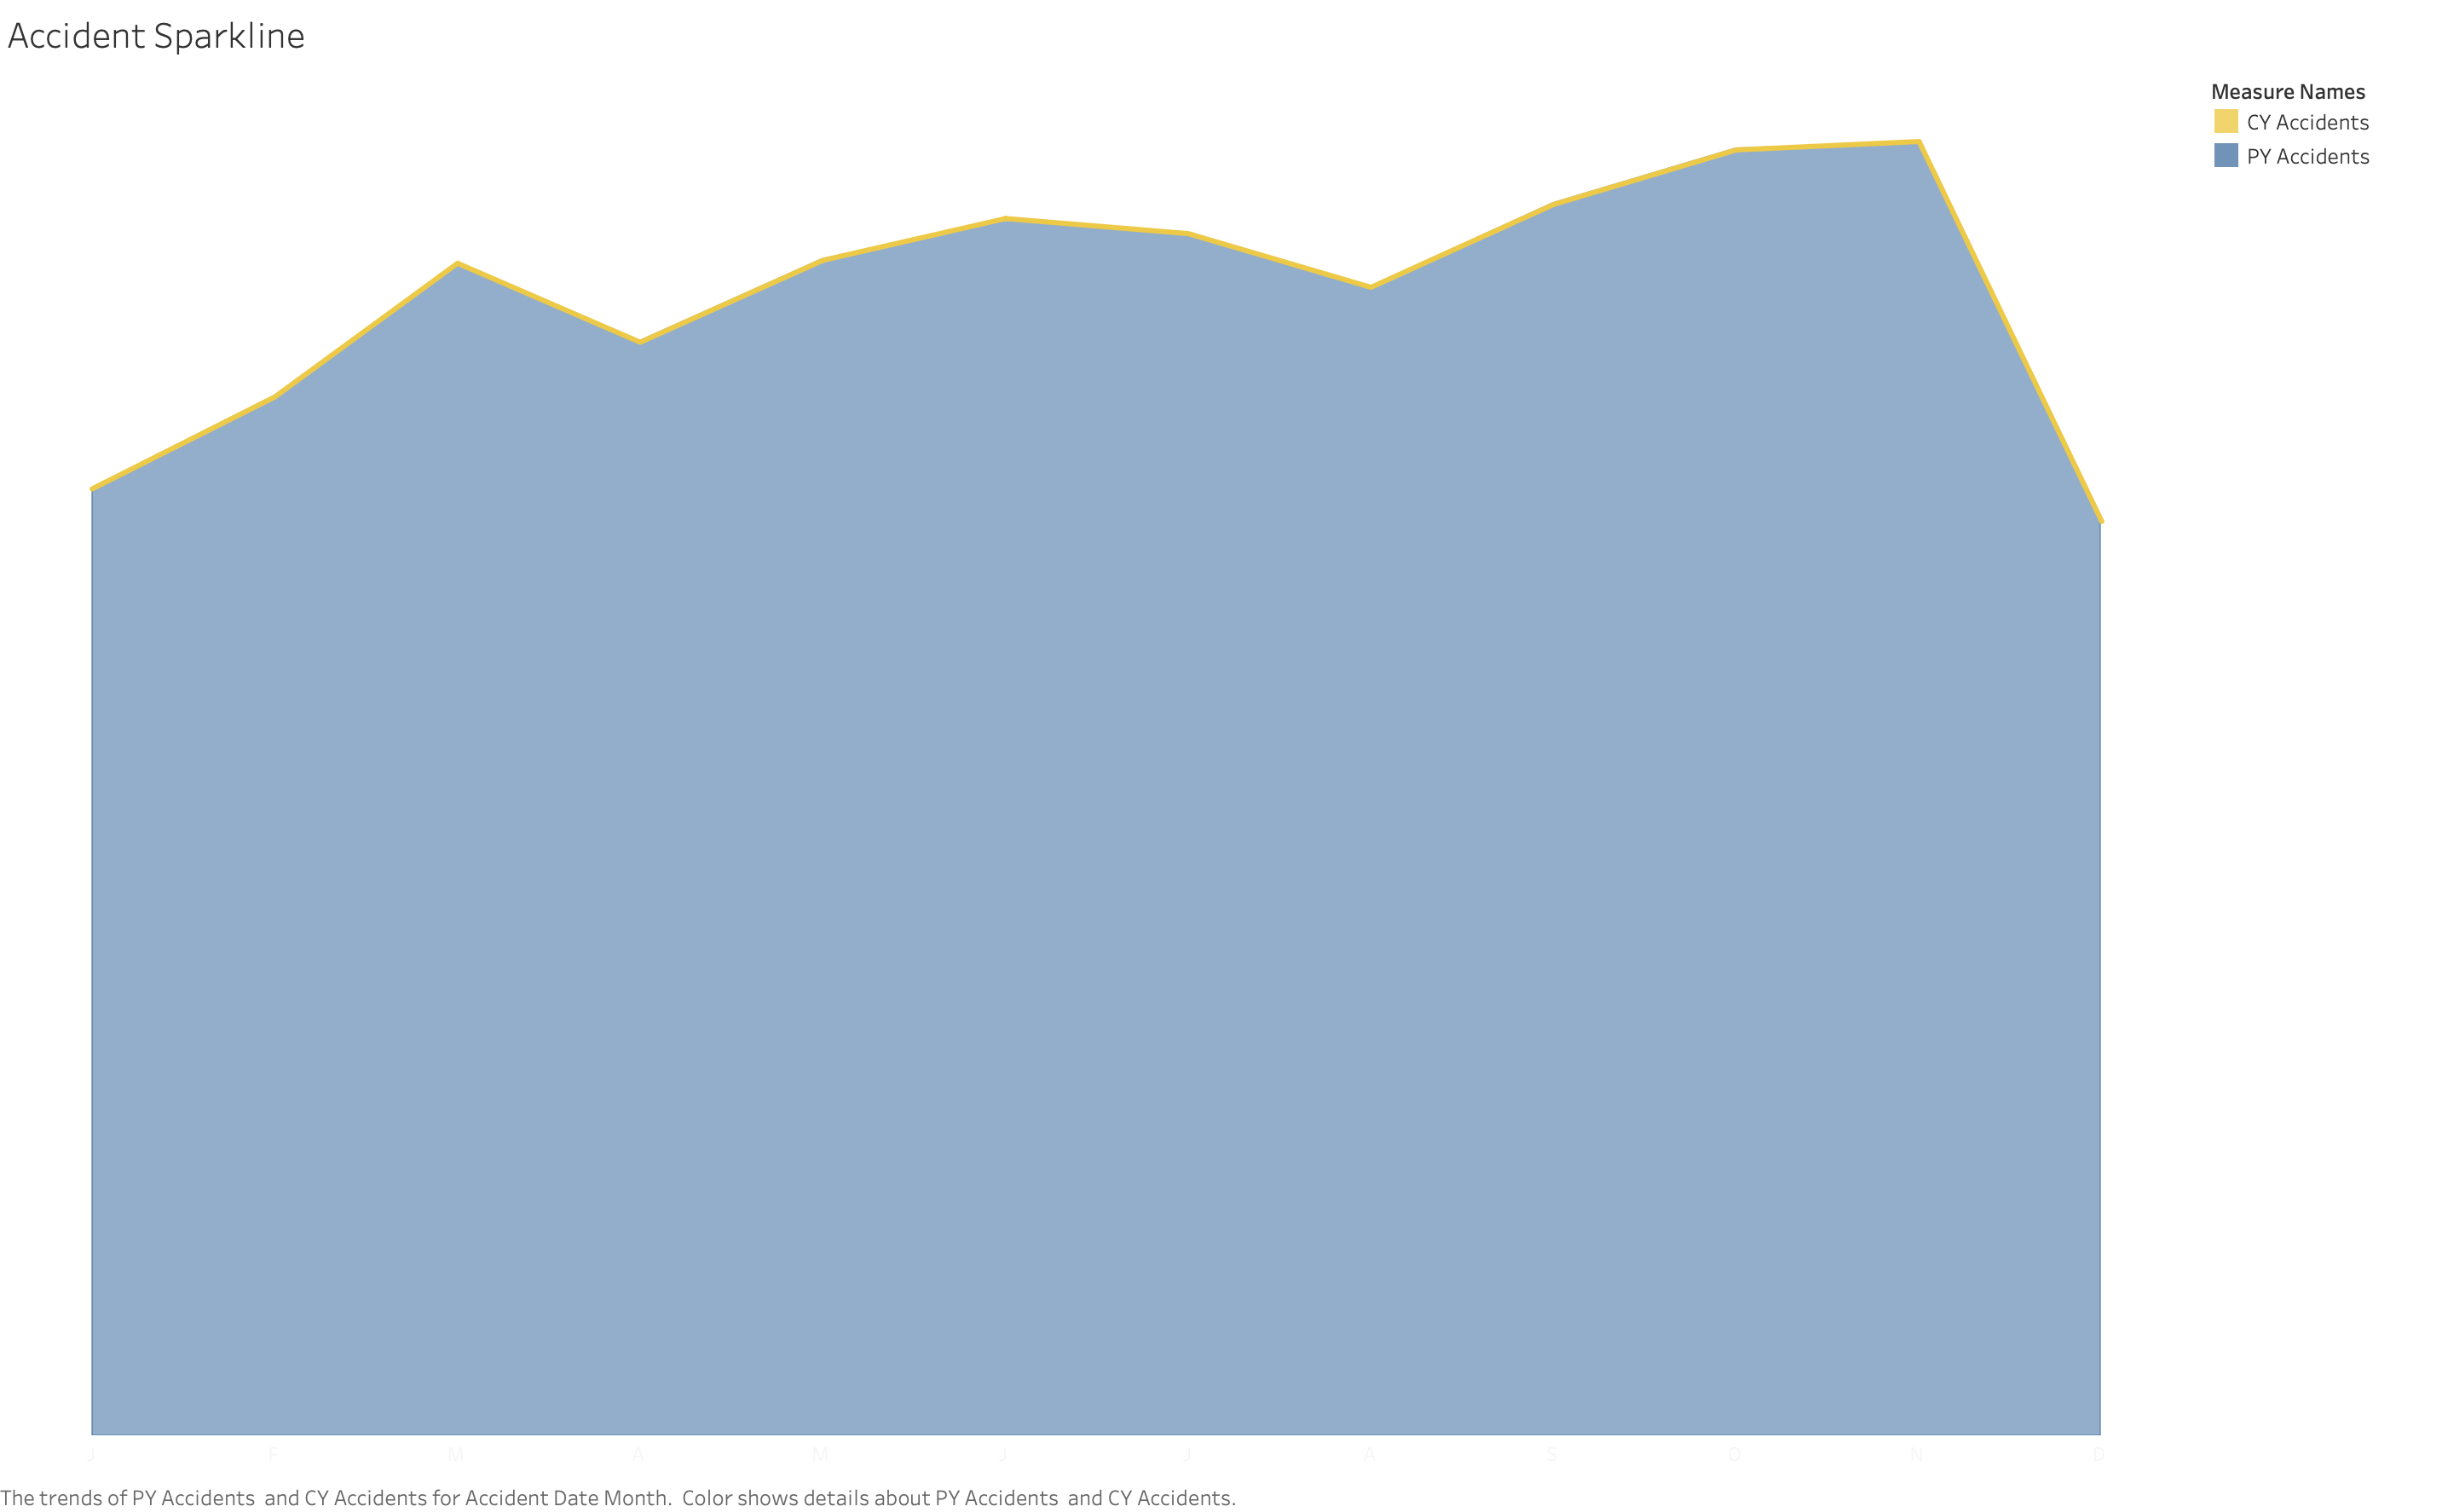 Accident Sparkline
Measure Names
CY Accidents
PY Accidents
J F M A M J J A S O N D
The trends of PY Accidents  and CY Accidents for Accident Date Month.  Color shows details about PY Accidents  and CY Accidents.